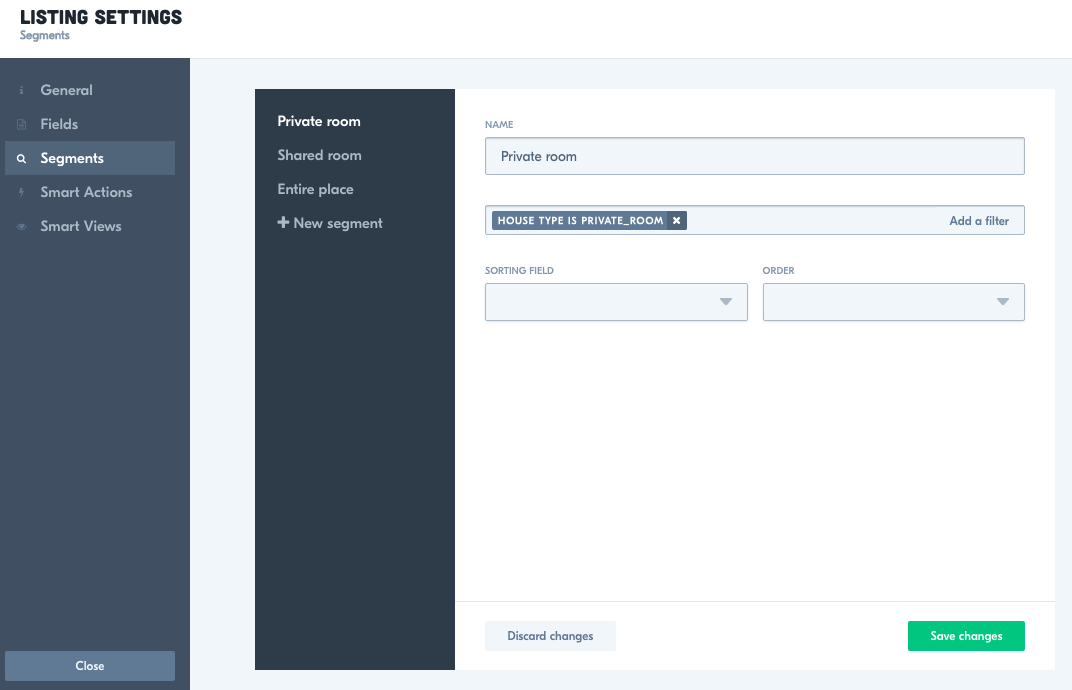 LISTING SETTINGS
Segments
General
Fields
Segments
Smart Actions
Smart Views
Close
Private room
Shared room
Entire place
+ New segment
NAME
Private room
HOUSE TYPE IS PRIVATE_ROOM ×
Add a filter
SORTING FIELD
ORDER
Discard changes
Save changes